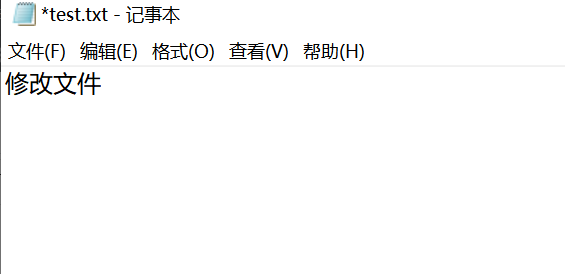 *test.txt - 记事本
文件(F) 编辑(E) 格式(O) 查看(V) 帮助(H)
修改文件